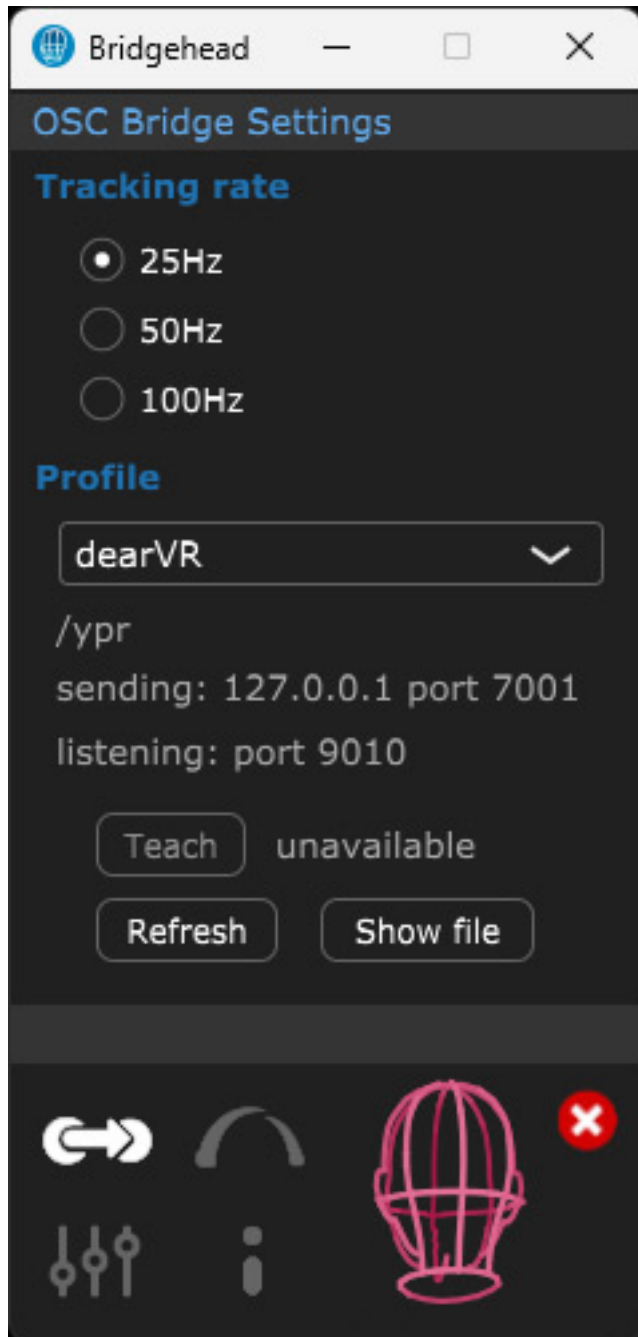 Bridgehead
OSC Bridge Settings
Tracking rate
25Hz
50Hz
100Hz
Profile
dearVR
/ypr
sending: 127.0.0.1 port 7001
listening: port 9010
Teach unavailable
Refresh Show file